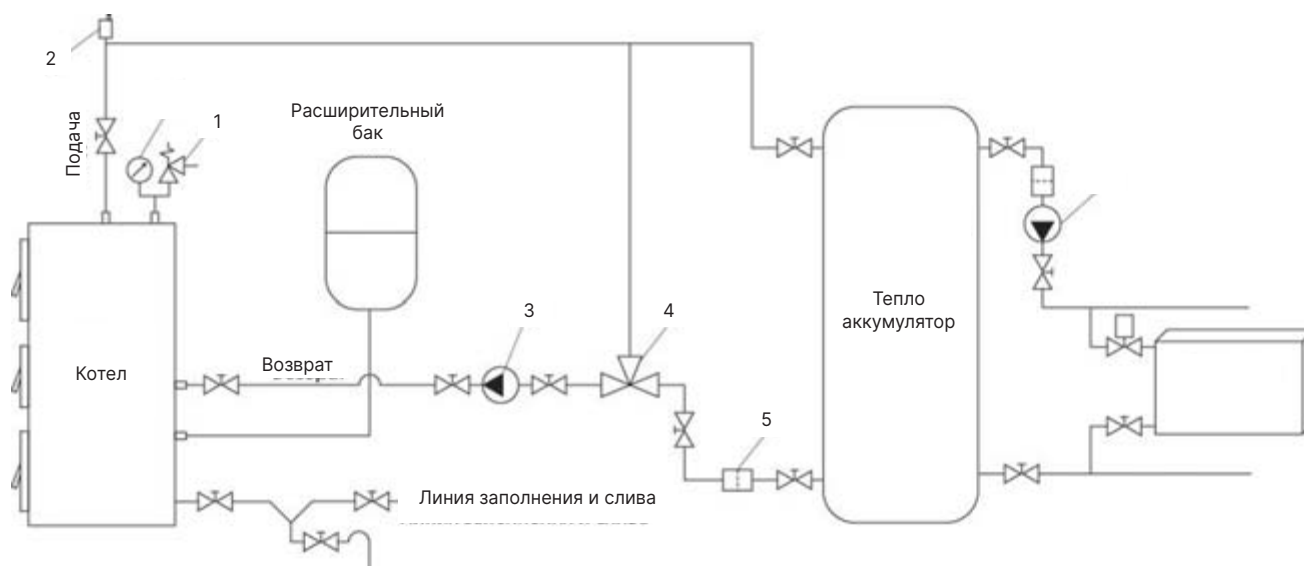 2
Подача
1
Расширительный
бак
Котел
Возврат
3
4
5
Тепло
аккумулятор
Линия заполнения и слива